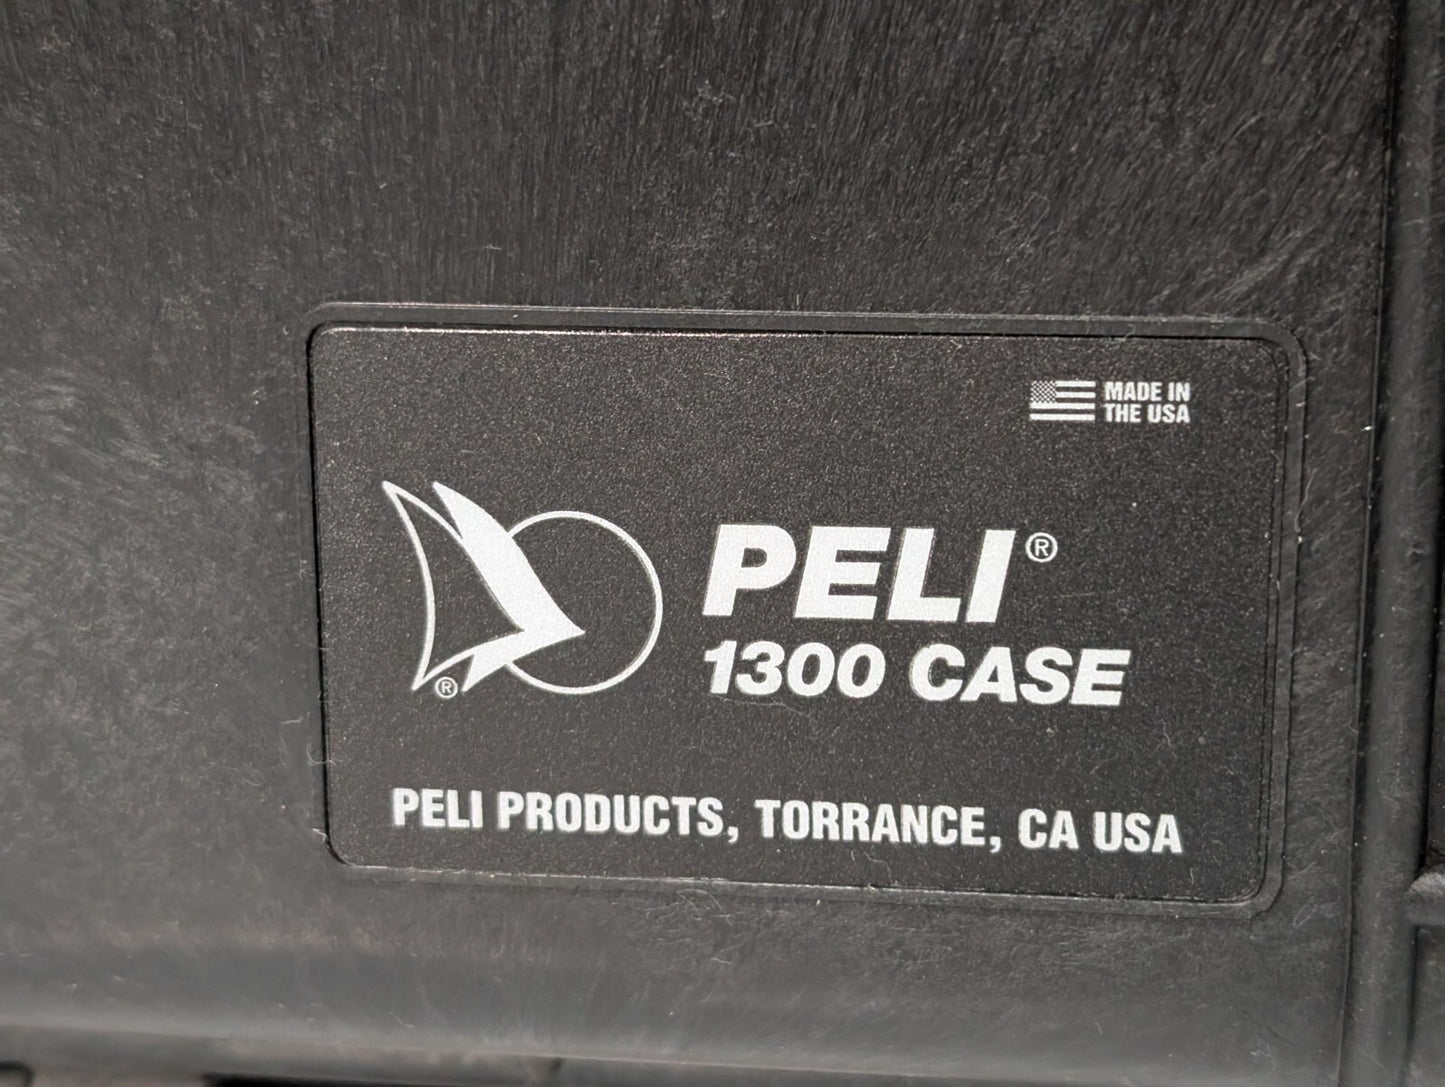 MADE IN
THE USA
PELI®
1300 CASE
®
PELI PRODUCTS, TORRANCE, CA USA